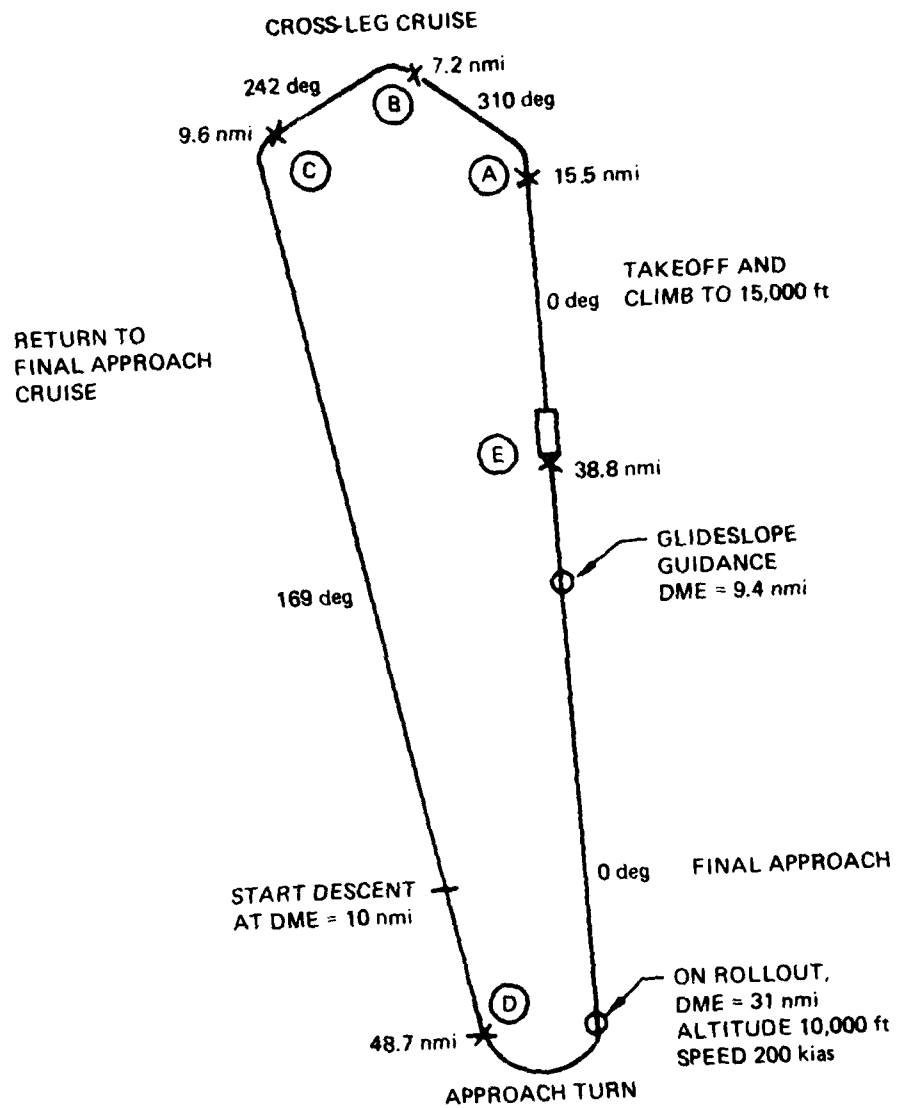 CROSS-LEG CRUISE
7.2 nmi
242 deg
310 deg
B
9.6 nmi
C
A
15.5 nmi
TAKEOFF AND
CLIMB TO 15,000 ft
0 deg
RETURN TO
FINAL APPROACH
CRUISE
E
38.8 nmi
GLIDESLOPE
GUIDANCE
DME = 9.4 nmi
169 deg
0 deg
FINAL APPROACH
START DESCENT
AT DME = 10 nmi
D
ON ROLLOUT,
DME = 31 nmi
ALTITUDE 10,000 ft
SPEED 200 kias
48.7 nmi
APPROACH TURN